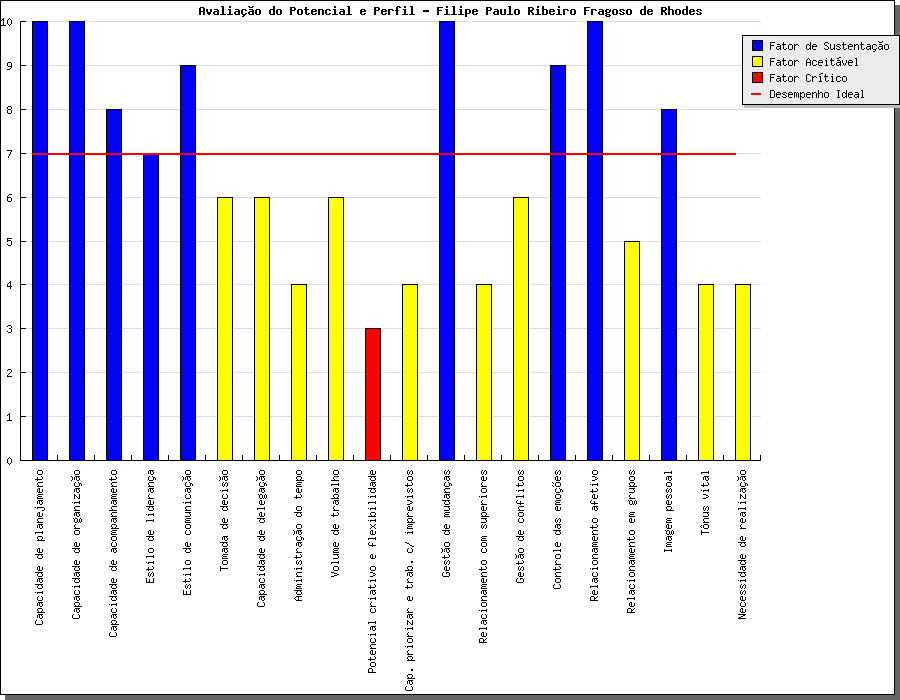 Avaliação do Potencial e Perfil - Filipe Paulo Ribeiro Fragoso de Rhodes
Fator de Sustentação
Fator Aceitável
Fator Crítico
Desempenho Ideal
10
9
8
7
6
5
4
3
2
1
0
Capacidade de planejamento
Capacidade de organização
Capacidade de acompanhamento
Estilo de liderança
Estilo de comunicação
Tomada de decisão
Capacidade de delegação
Administração do tempo
Volume de trabalho
Potencial criativo e flexibilidade
Cap. priorizar e trab. c/ imprevistos
Gestão de mudanças
Relacionamento com superiores
Gestão de conflitos
Controle das emoções
Relacionamento afetivo
Relacionamento em grupos
Imagem pessoal
Tônus vital
Necessidade de realização